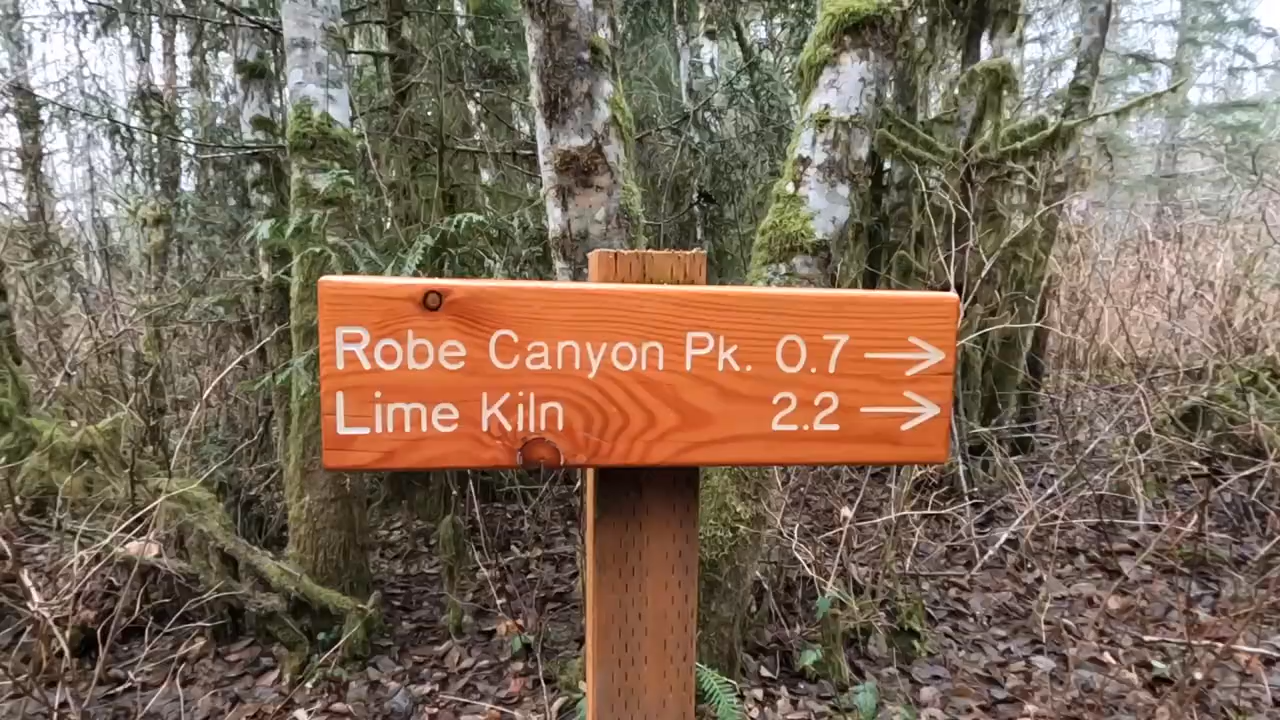 Robe Canyon Pk. 0.7 →
Lime Kiln 2.2 →